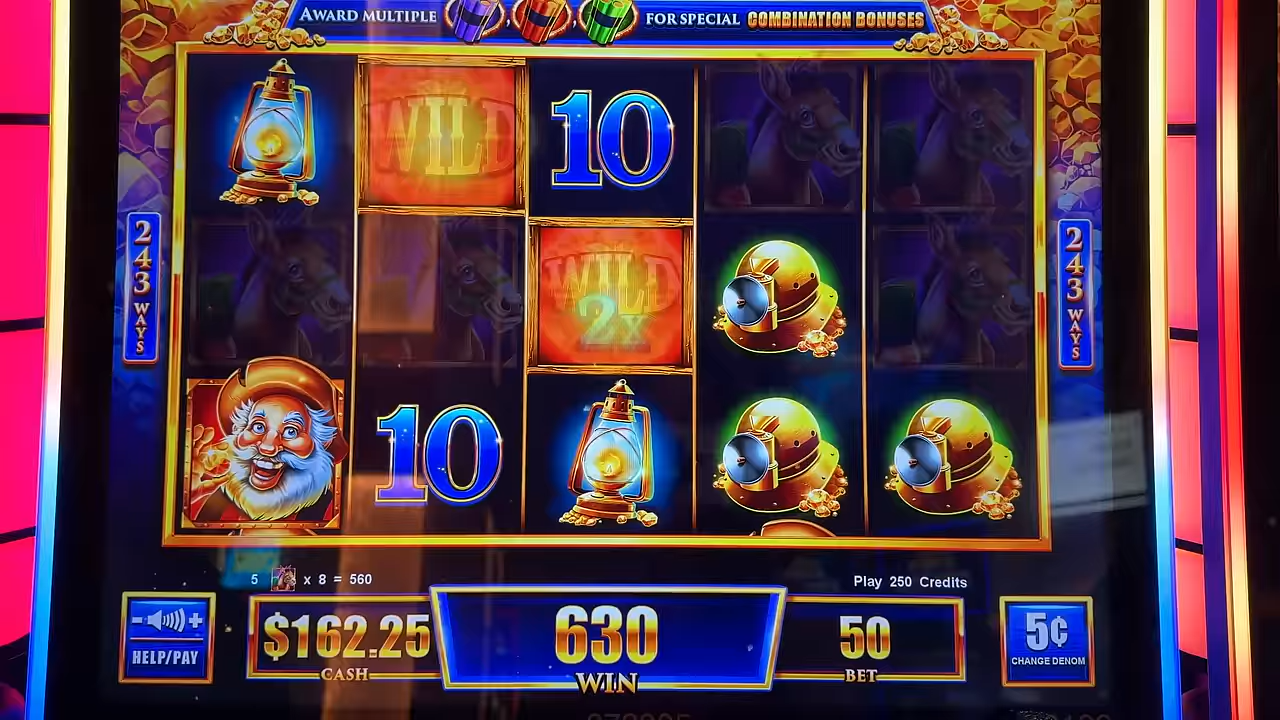 AWARD MULTIPLE , , FOR SPECIAL COMBINATION BONUSES
WILD
10
243 WAYS
243 WAYS
WILD
2x
10
5 x 8 = 560
Play 250 Credits
- +
HELP/PAY
$162.25
CASH
630
WIN
50
BET
5¢
CHANGE DENOM